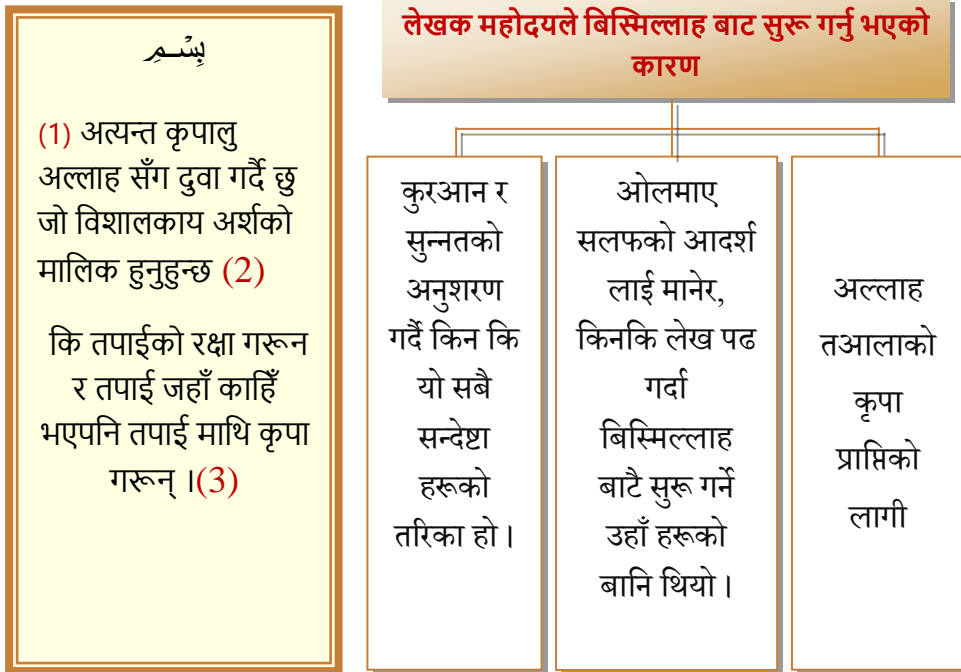 بِسْمِ
(1) अत्यन्त कृपालु
अल्लाह सँग दुवा गर्दै छु
जो विशालकाय अर्शको
मालिक हुनुहुन्छ (2)
कि तपाईको रक्षा गरून
र तपाई जहाँ काहिँ
भएपनि तपाई माथि कृपा
गरून् ।(3)
लेखक महोदयले बिस्मिल्लाह बाट सुरू गर्नु भएको
कारण
कुरआन र
सुन्नतको
अनुशरण
गर्दै किन कि
यो सबै
सन्देष्टा
हरूको
तरिका हो ।
ओलमाए
सलफको आदर्श
लाई मानेर,
किनकि लेख पढ
गर्दा
बिस्मिल्लाह
बाटै सुरू गर्ने
उहाँ हरूको
बानि थियो ।
अल्लाह
तआलाको
कृपा
प्राप्तिको
लागी